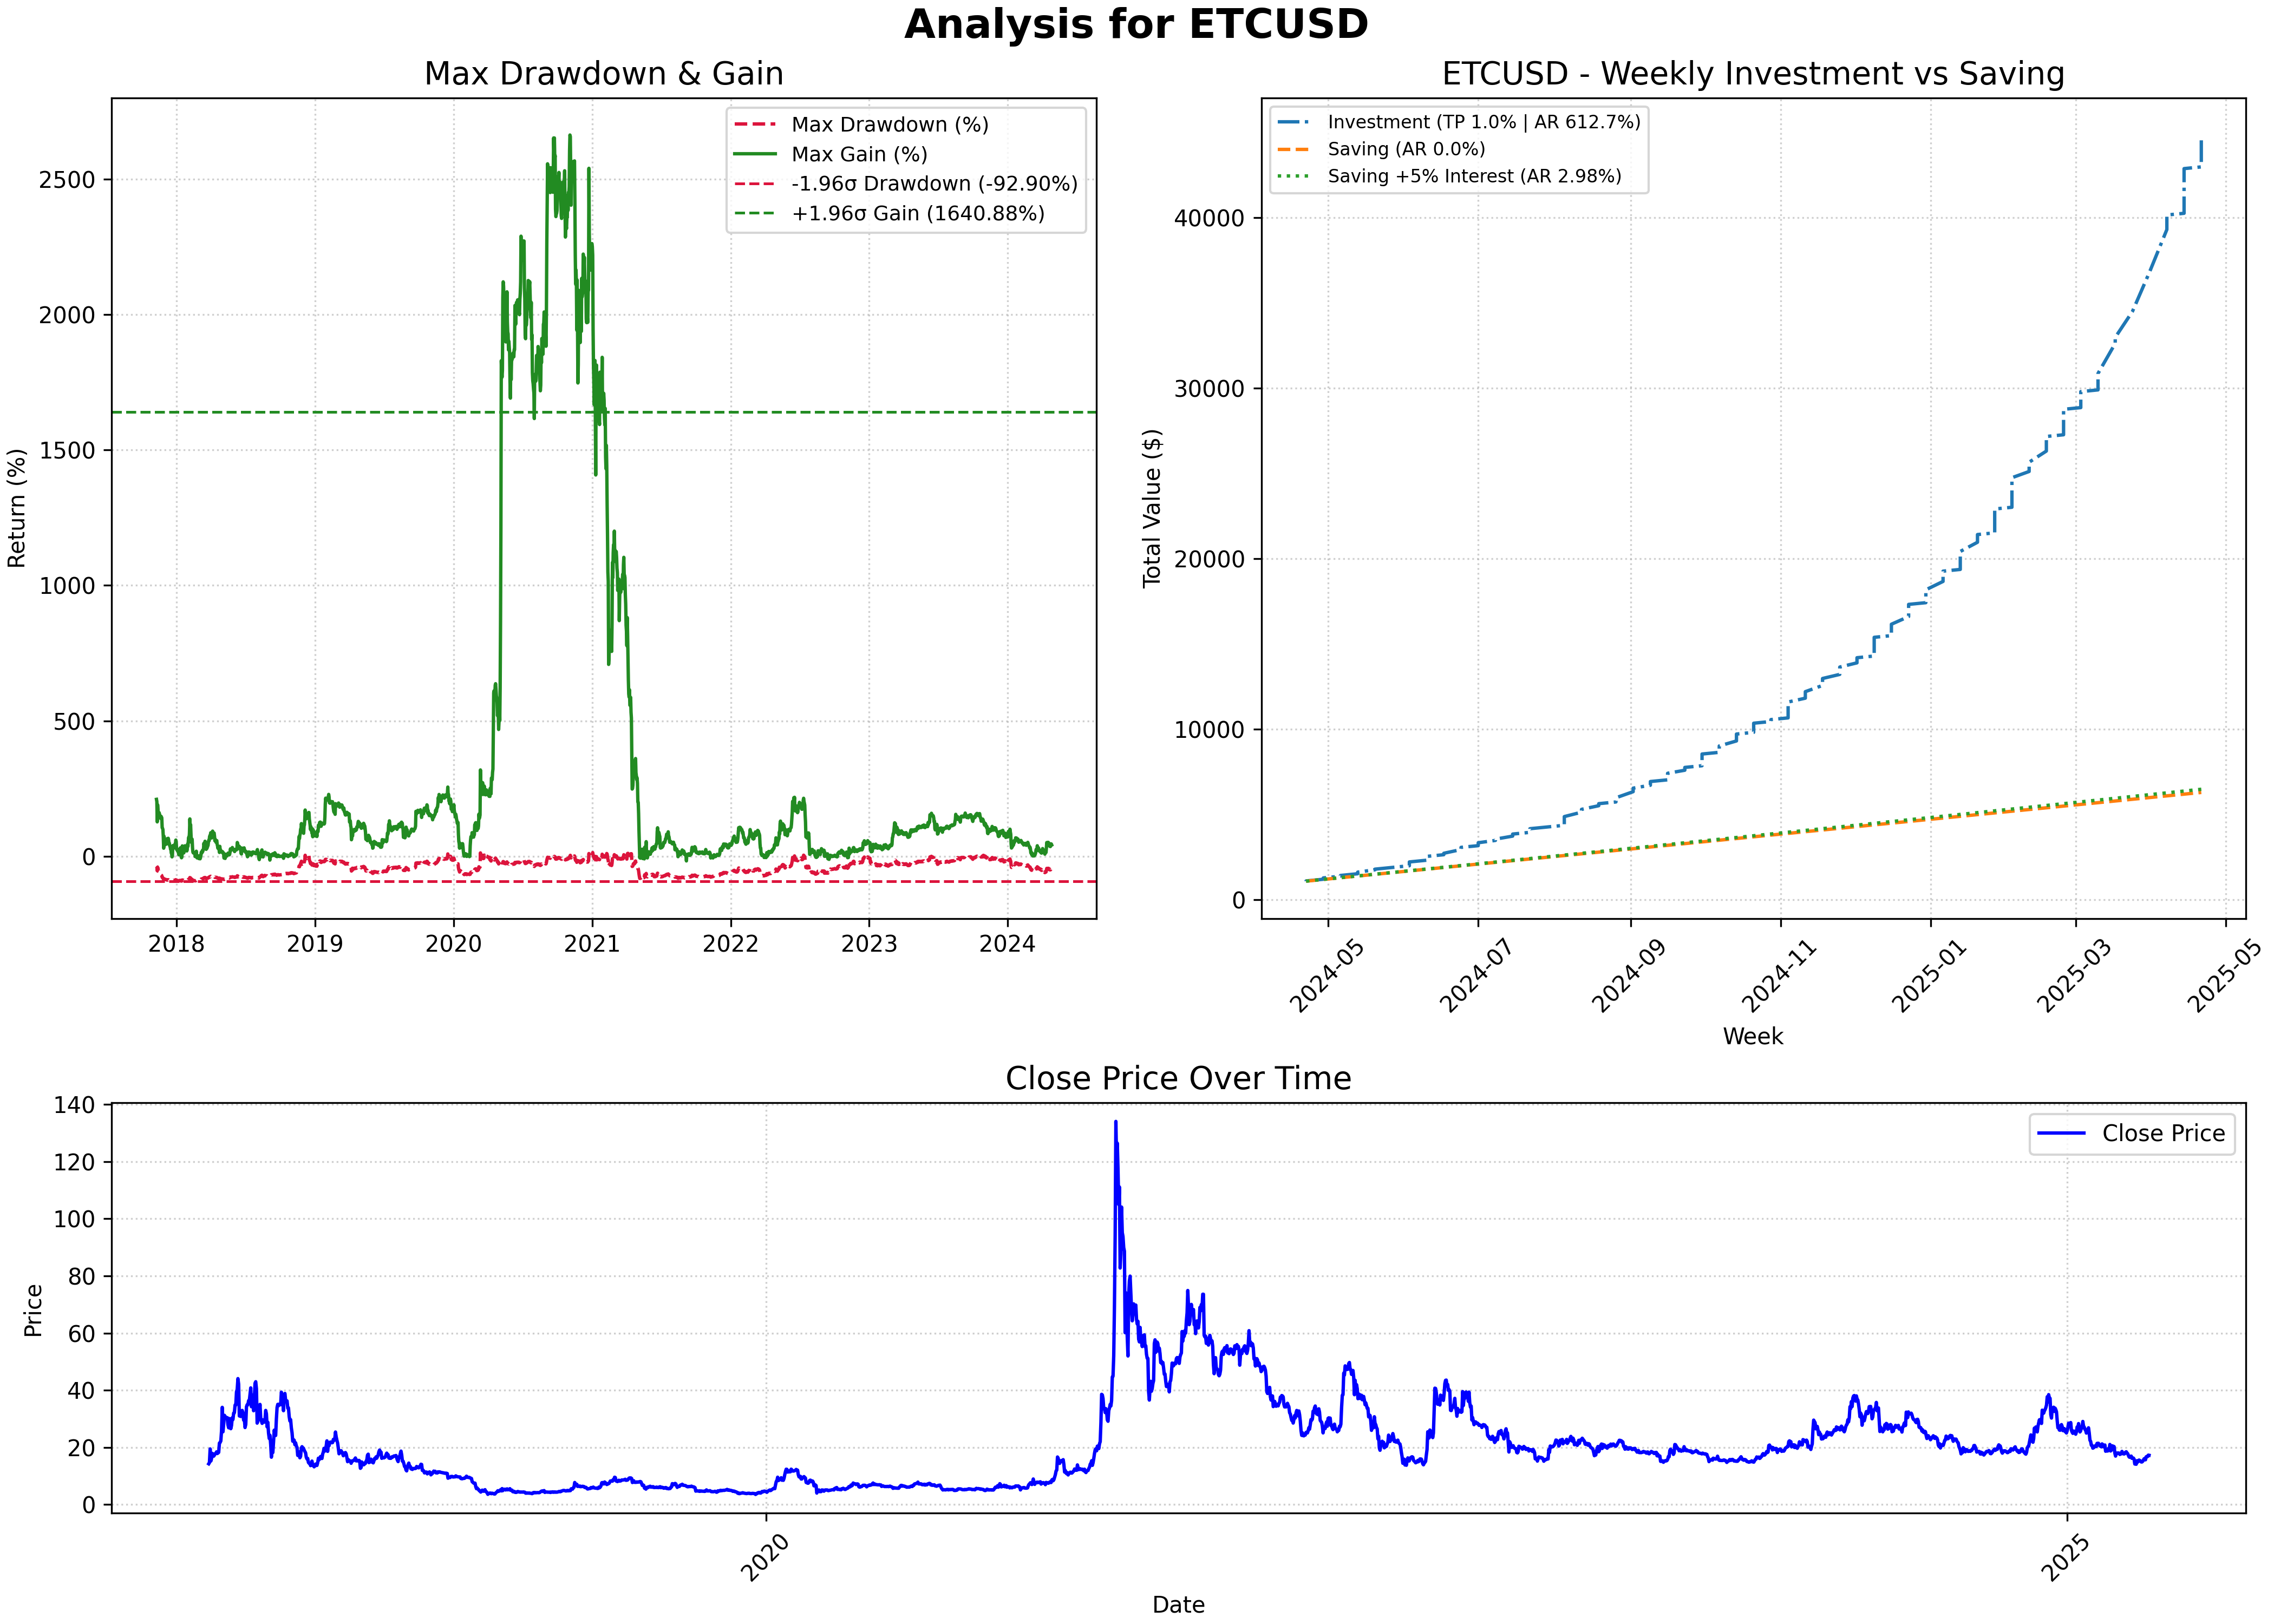 Analysis for ETCUSD
Max Drawdown & Gain
Return (%)
2500
2000
1500
1000
500
0
Max Drawdown (%)
Max Gain (%)
-1.96σ Drawdown (-92.90%)
+1.96σ Gain (1640.88%)
2018 2019 2020 2021 2022 2023 2024
ETCUSD - Weekly Investment vs Saving
Total Value ($)
40000
30000
20000
10000
0
Investment (TP 1.0% | AR 612.7%)
Saving (AR 0.0%)
Saving +5% Interest (AR 2.98%)
2024-05 2024-07 2024-09 2024-11 2025-01 2025-03 2025-05
Week
Close Price Over Time
Price
140
120
100
80
60
40
20
0
Close Price
2020 2025
Date